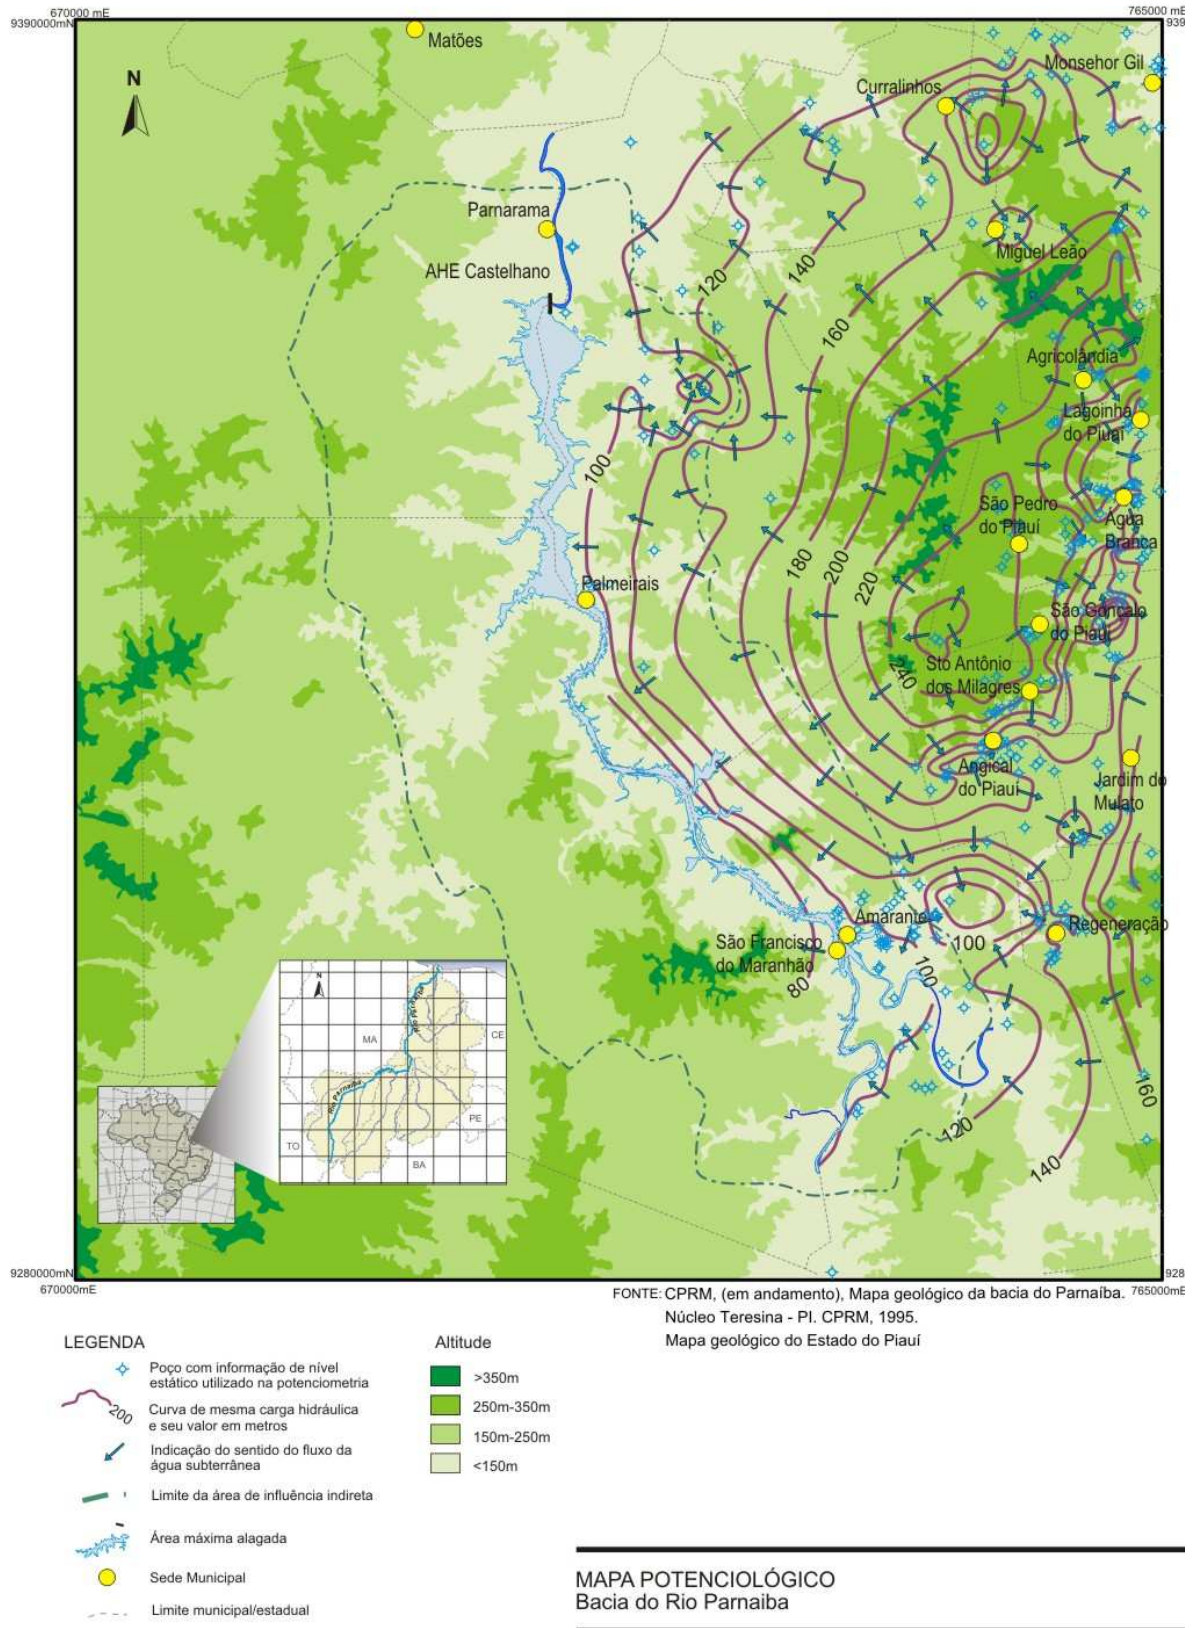 670000 mE
765000 mE
9390000mN
939
N
Matões
Monsehor Gil
Curralinhos
Parnarama
AHE Castelhano
Miguel Leão
120
140
160
Agricolândia
Lagoinha
do Piuaí
100
São Pedro
do Piauí
Água
Branca
180
200
220
Palmeirais
São Gonçalo
do Piauí
Sto Antônio
dos Milagres
240
Angical
do Piauí
Jardim do
Mulato
Amarante
Regeneração
São Francisco
do Maranhão
100
100
80
160
120
140
N
MA
CE
PE
TO
BA
Rio Parnaiba
Rio Parnaiba
9280000mN
670000mE
928
765000mE
FONTE: CPRM, (em andamento), Mapa geológico da bacia do Parnaíba.
Núcleo Teresina - PI. CPRM, 1995.
Mapa geológico do Estado do Piauí
LEGENDA
Poço com informação de nível
estático utilizado na potenciometria
200
Curva de mesma carga hidráulica
e seu valor em metros
Indicação do sentido do fluxo da
água subterrânea
Limite da área de influência indireta
Área máxima alagada
Sede Municipal
Limite municipal/estadual
Altitude
>350m
250m-350m
150m-250m
<150m
MAPA POTENCIOLÓGICO
Bacia do Rio Parnaiba